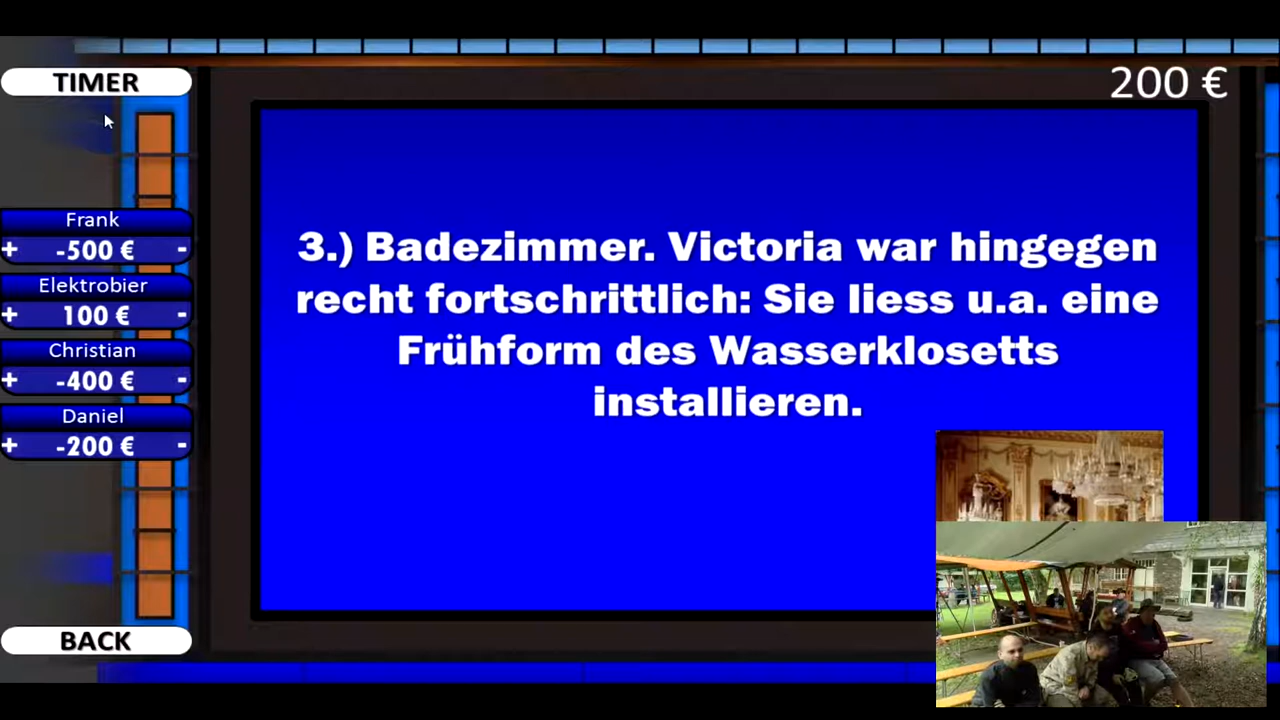 TIMER
200 €
Frank
+ -500 € -
Elektrobier
+ 100 € -
Christian
+ -400 € -
Daniel
+ -200 € -
BACK
3.) Badezimmer. Victoria war hingegen
recht fortschrittlich: Sie liess u.a. eine
Frühform des Wasserklosetts
installieren.